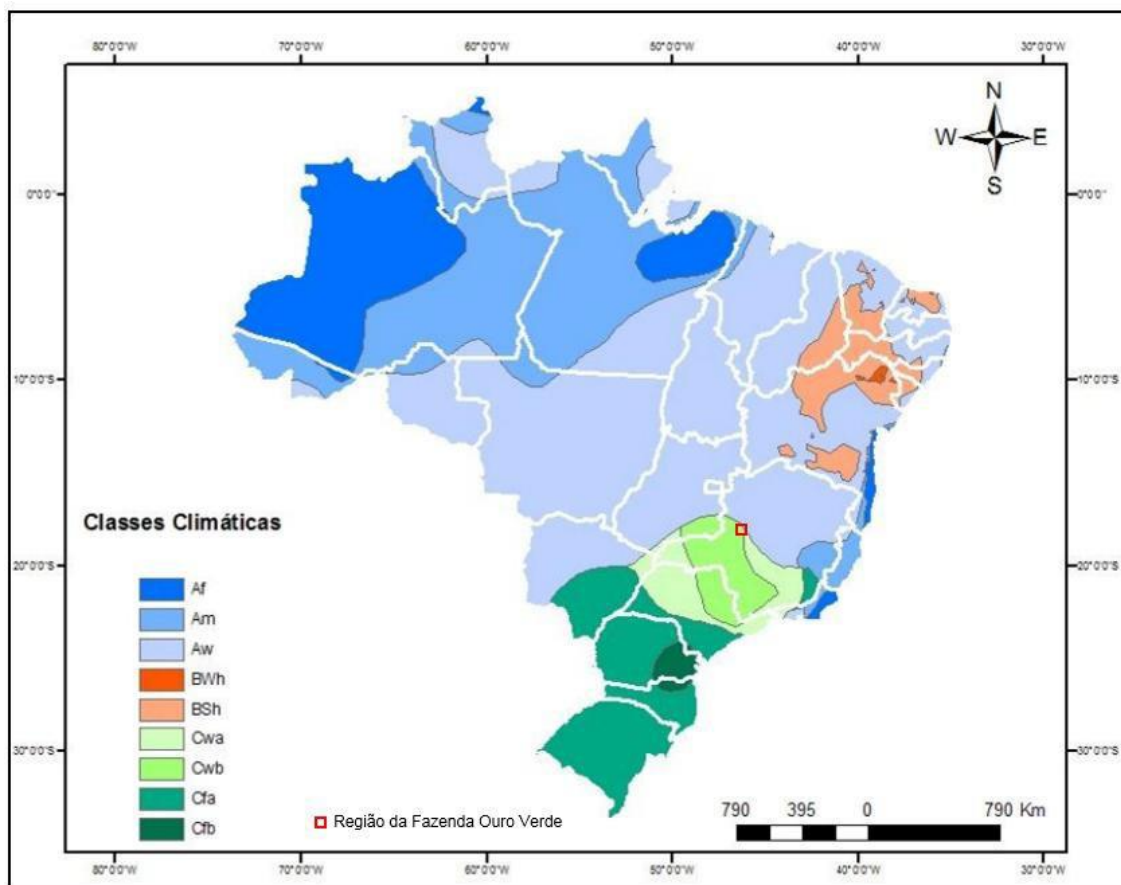 80°0'0"W 70°0'0"W 60°0'0"W 50°0'0"W 40°0'0"W 30°0'0"W
N
W E
S
0°0'0" 0°0'0"
10°0'0"S 10°0'0"S
Classes Climáticas
20°0'0"S 20°0'0"S
Af
Am
Aw
BWh
BSh
Cwa
Cwb
Cfa
Cfb
30°0'0"S 30°0'0"S
Região da Fazenda Ouro Verde
790 395 0 790 Km
70°0'0"W 60°0'0"W 50°0'0"W 40°0'0"W 30°0'0"W